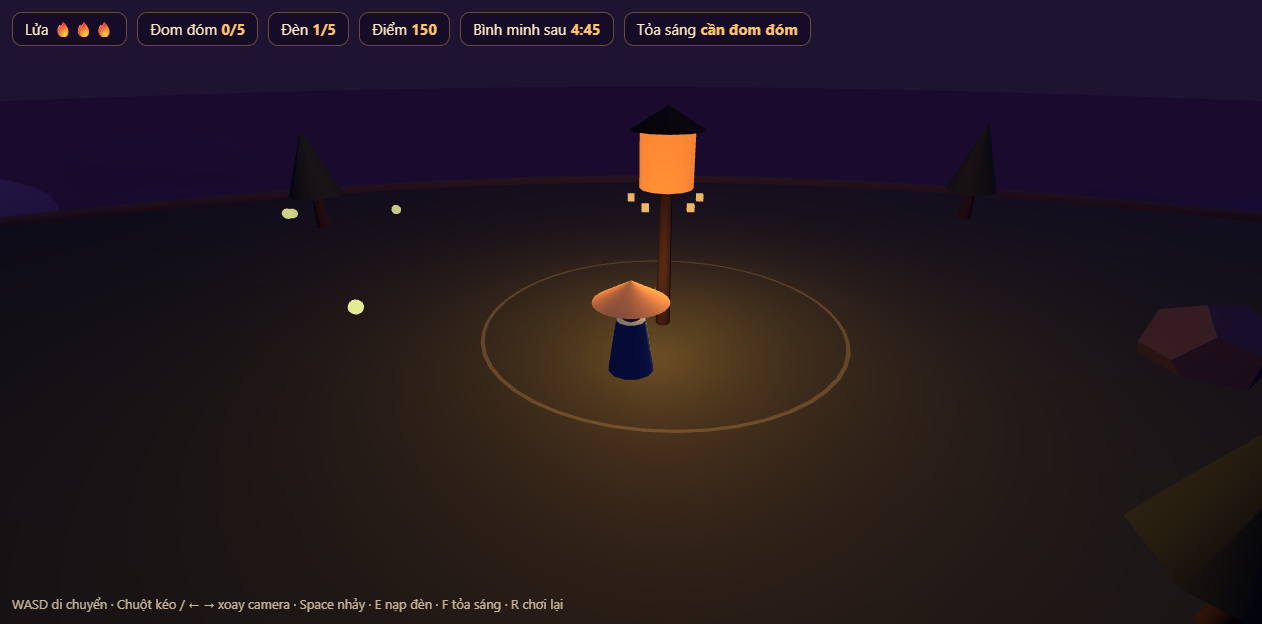 Lửa 🔥 🔥 🔥 Đom đóm 0/5 Đèn 1/5 Điểm 150 Bình minh sau 4:45 Tỏa sáng cần đom đóm
WASD di chuyển · Chuột kéo / ← → xoay camera · Space nhảy · E nạp đèn · F tỏa sáng · R chơi lại